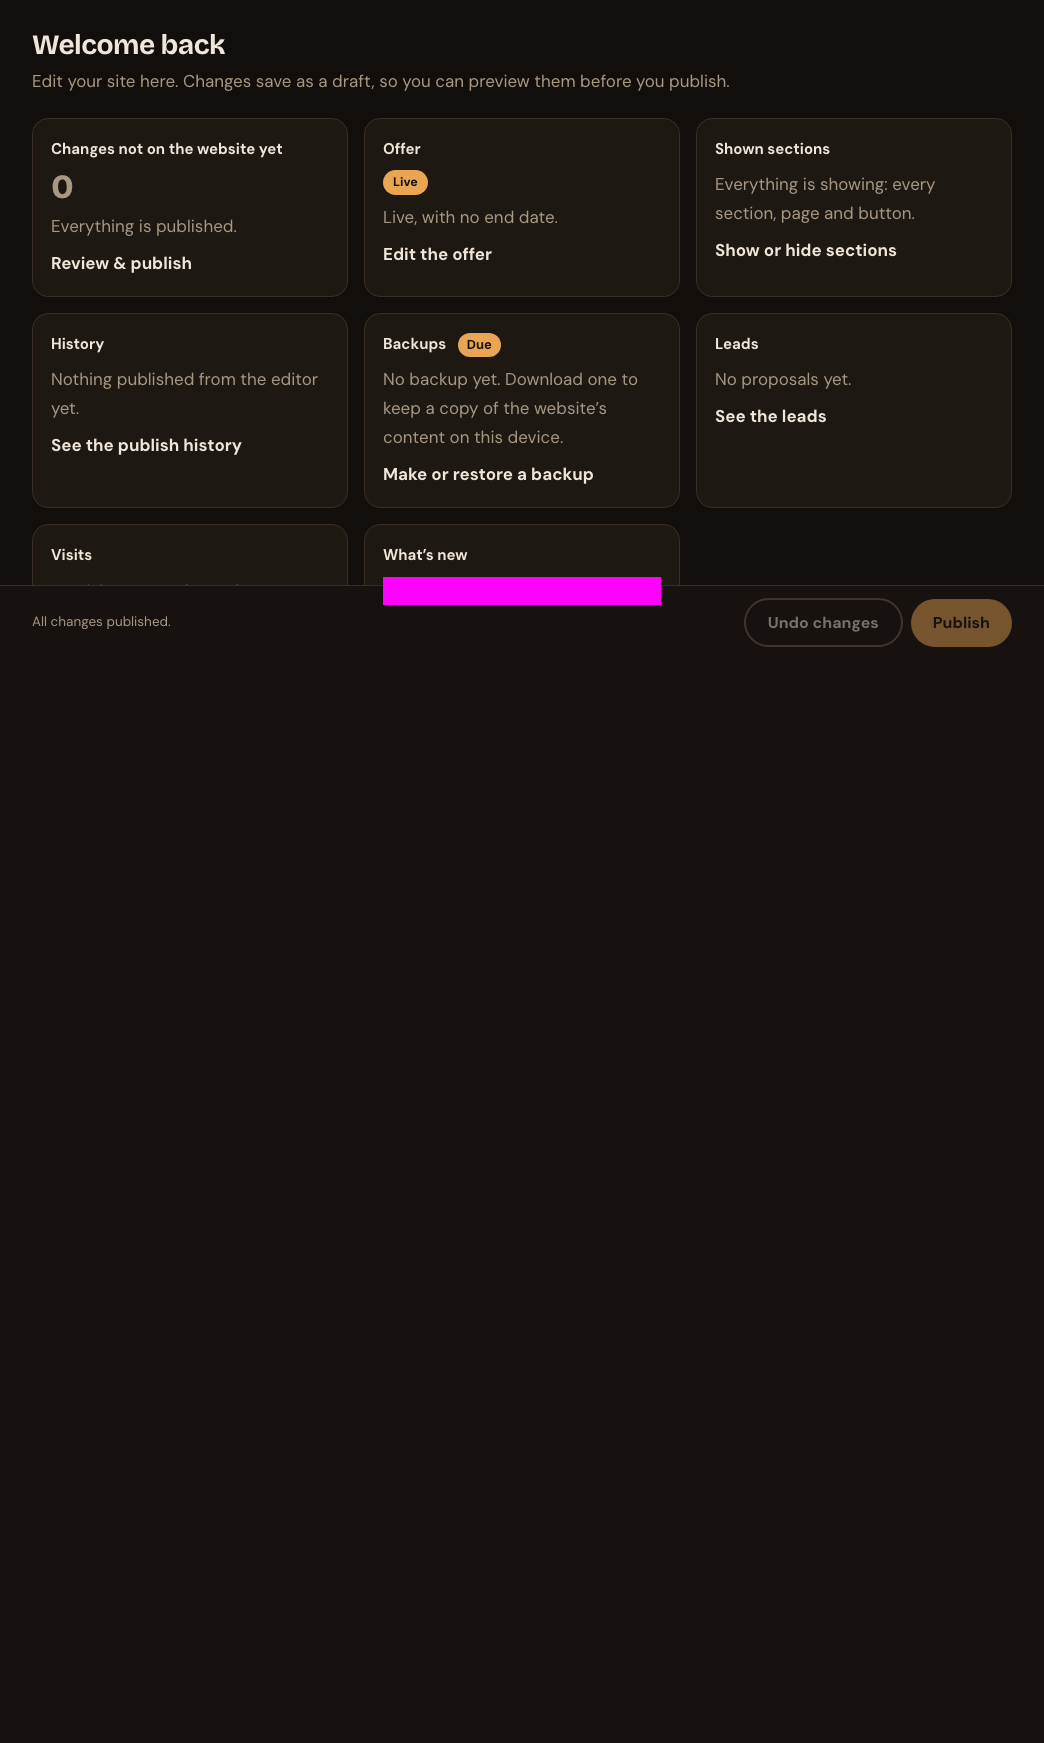 Welcome back
Edit your site here. Changes save as a draft, so you can preview them before you publish.
Changes not on the website yet
0
Everything is published.
Review & publish
Offer
Live
Live, with no end date.
Edit the offer
Shown sections
Everything is showing: every
section, page and button.
Show or hide sections
History
Nothing published from the editor
yet.
See the publish history
Backups
Due
No backup yet. Download one to
keep a copy of the website’s
content on this device.
Make or restore a backup
Leads
No proposals yet.
See the leads
Visits
What’s new
All changes published.
Undo changes
Publish